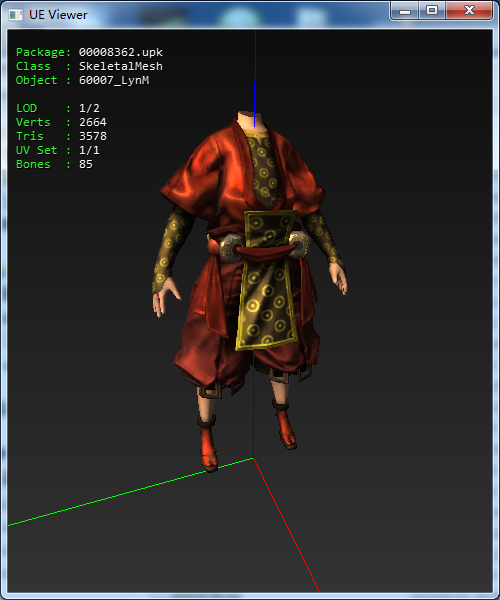 UE Viewer
Package: 00008362.upk
Class : SkeletalMesh
Object : 60007_LynM
LOD : 1/2
Verts : 2664
Tris : 3578
UV Set : 1/1
Bones : 85